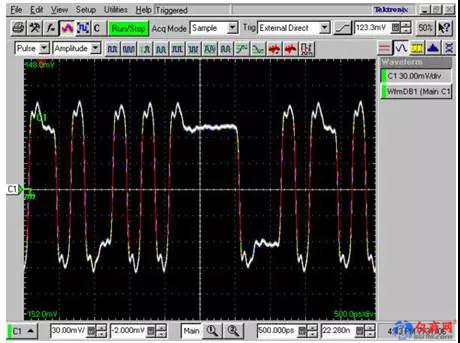 File Edit View Setup Utilities Help Triggered Tektronix
Run/Stop Acq Mode Sample Trig External Direct 123.3mV 50%
Pulse Amplitude
Waveform
C1 30.00mV/div
WfmDB1 (Main C1
148.0mV
C1
C1
-152.0mV 500.0ps/div
C1 30.00mV -2.000mV Main 500.000ps 22.280n